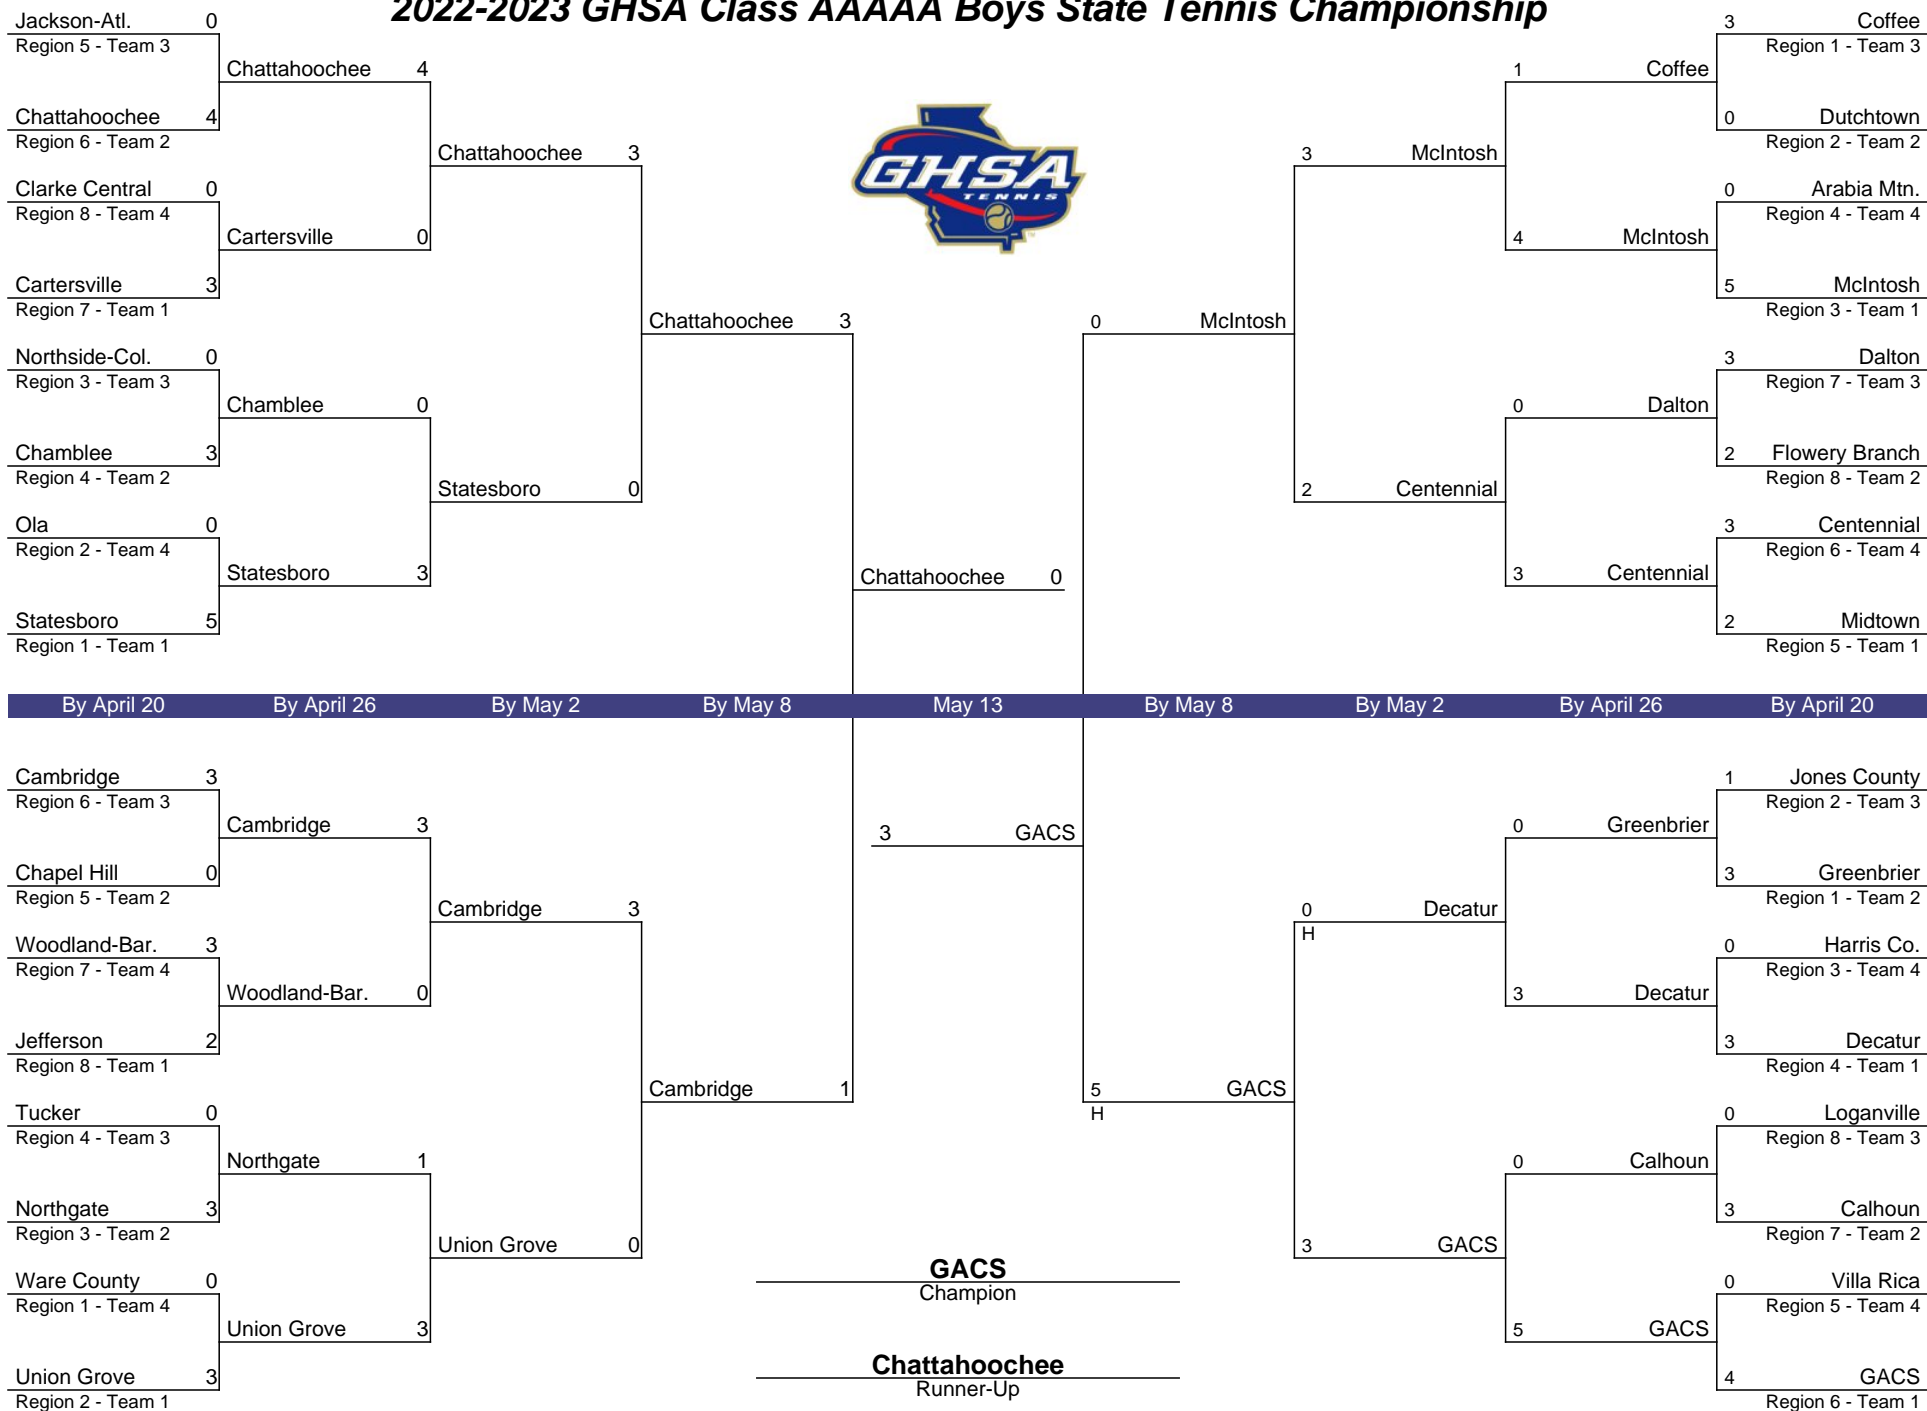 2022-2023 GHSA Class AAAAA Boys State Tennis Championship
Jackson-Atl. 0
Region 5 - Team 3
Chattahoochee 4
Chattahoochee 4
Region 6 - Team 2
Chattahoochee 3
Clarke Central 0
Region 8 - Team 4
Cartersville 0
Cartersville 3
Region 7 - Team 1
Chattahoochee 3
Northside-Col. 0
Region 3 - Team 3
Chamblee 0
Chamblee 3
Region 4 - Team 2
Statesboro 0
Ola 0
Region 2 - Team 4
Statesboro 3
Statesboro 5
Region 1 - Team 1
Chattahoochee 0
GHSA
TENNIS
3 Coffee
Region 1 - Team 3
1 Coffee
0 Dutchtown
Region 2 - Team 2
3 McIntosh
0 Arabia Mtn.
Region 4 - Team 4
4 McIntosh
5 McIntosh
Region 3 - Team 1
0 McIntosh
3 Dalton
Region 7 - Team 3
0 Dalton
2 Flowery Branch
Region 8 - Team 2
2 Centennial
3 Centennial
Region 6 - Team 4
3 Centennial
2 Midtown
Region 5 - Team 1
By April 20 By April 26 By May 2 By May 8 May 13 By May 8 By May 2 By April 26 By April 20
Cambridge 3
Region 6 - Team 3
Cambridge 3
Chapel Hill 0
Region 5 - Team 2
Cambridge 3
Woodland-Bar. 3
Region 7 - Team 4
Woodland-Bar. 0
Jefferson 2
Region 8 - Team 1
Cambridge 1
Tucker 0
Region 4 - Team 3
Northgate 1
Northgate 3
Region 3 - Team 2
Union Grove 0
Ware County 0
Region 1 - Team 4
Union Grove 3
Union Grove 3
Region 2 - Team 1
3 GACS
1 Jones County
Region 2 - Team 3
0 Greenbrier
3 Greenbrier
Region 1 - Team 2
0 Decatur
H
0 Harris Co.
Region 3 - Team 4
3 Decatur
3 Decatur
Region 4 - Team 1
5 GACS
H
0 Loganville
Region 8 - Team 3
0 Calhoun
3 Calhoun
Region 7 - Team 2
3 GACS
0 Villa Rica
Region 5 - Team 4
5 GACS
4 GACS
Region 6 - Team 1
GACS
Champion
Chattahoochee
Runner-Up